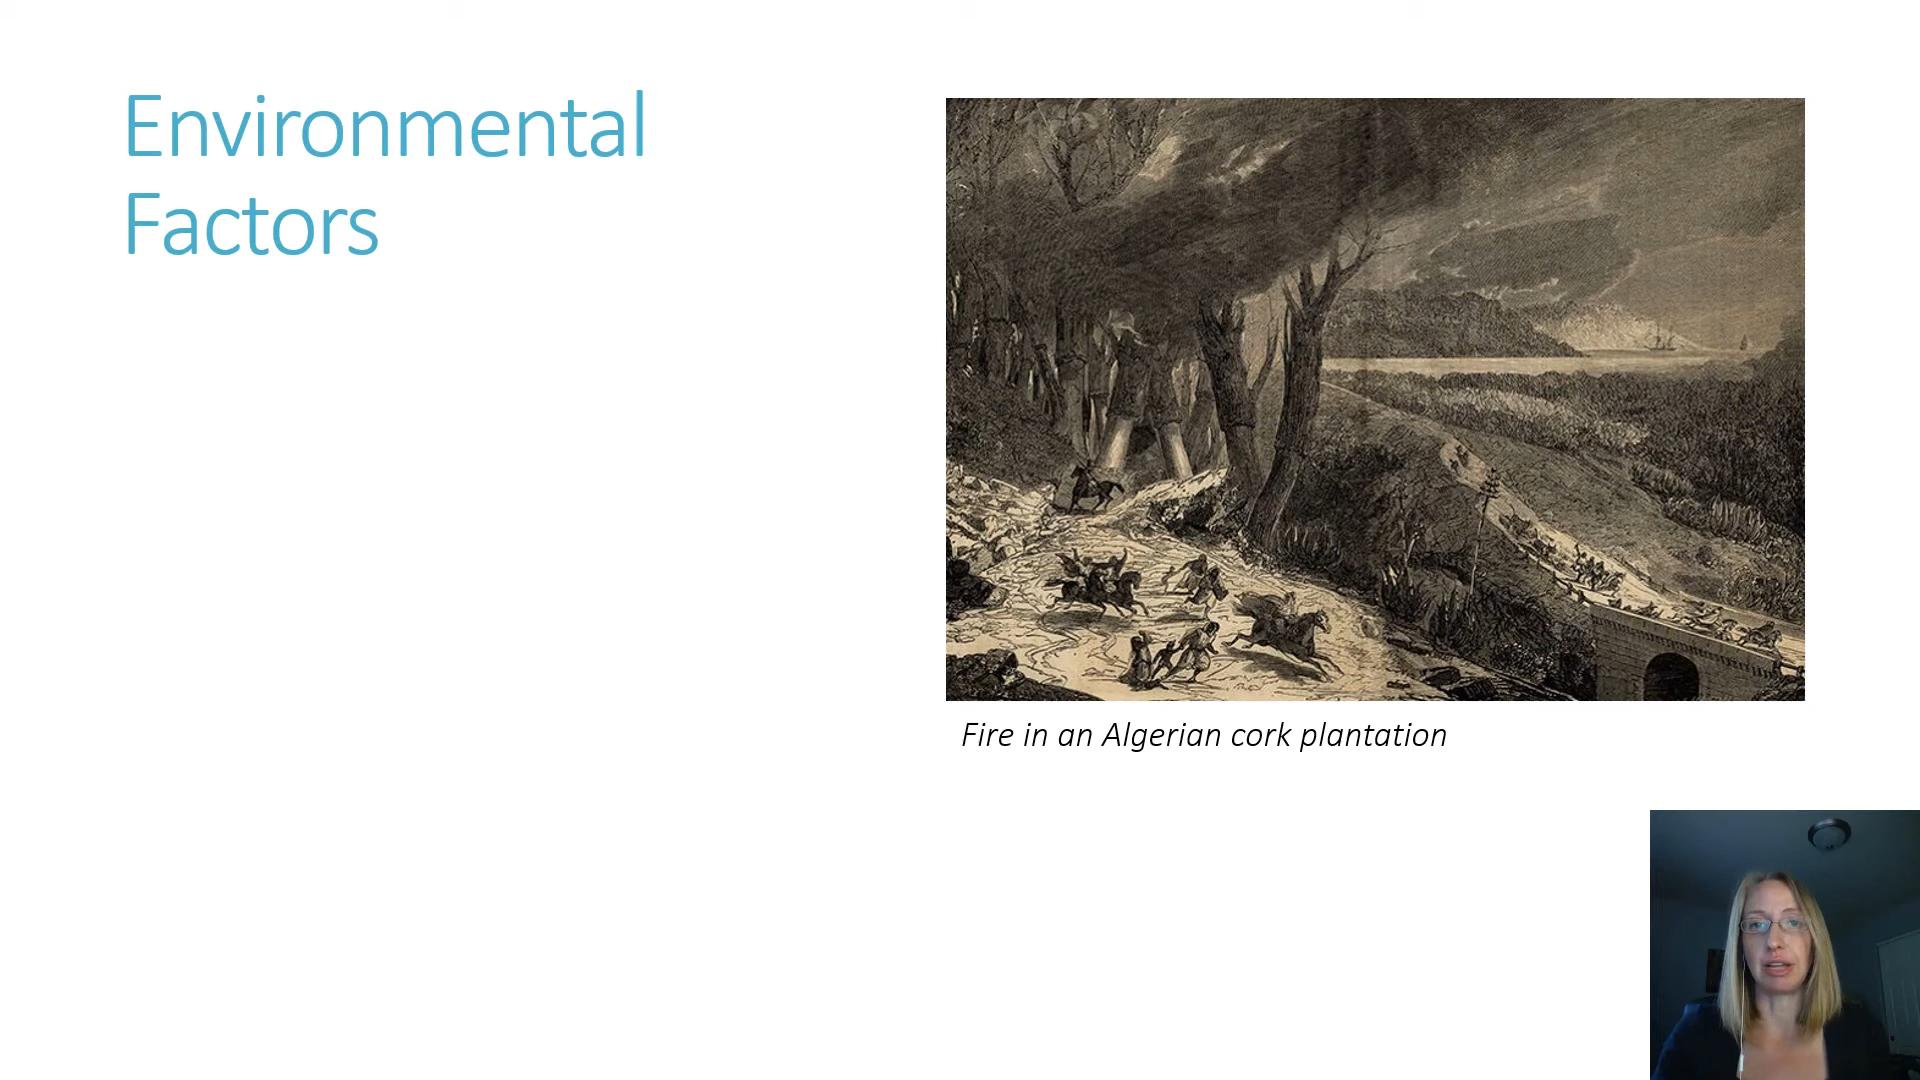 Environmental
Factors
Fire in an Algerian cork plantation